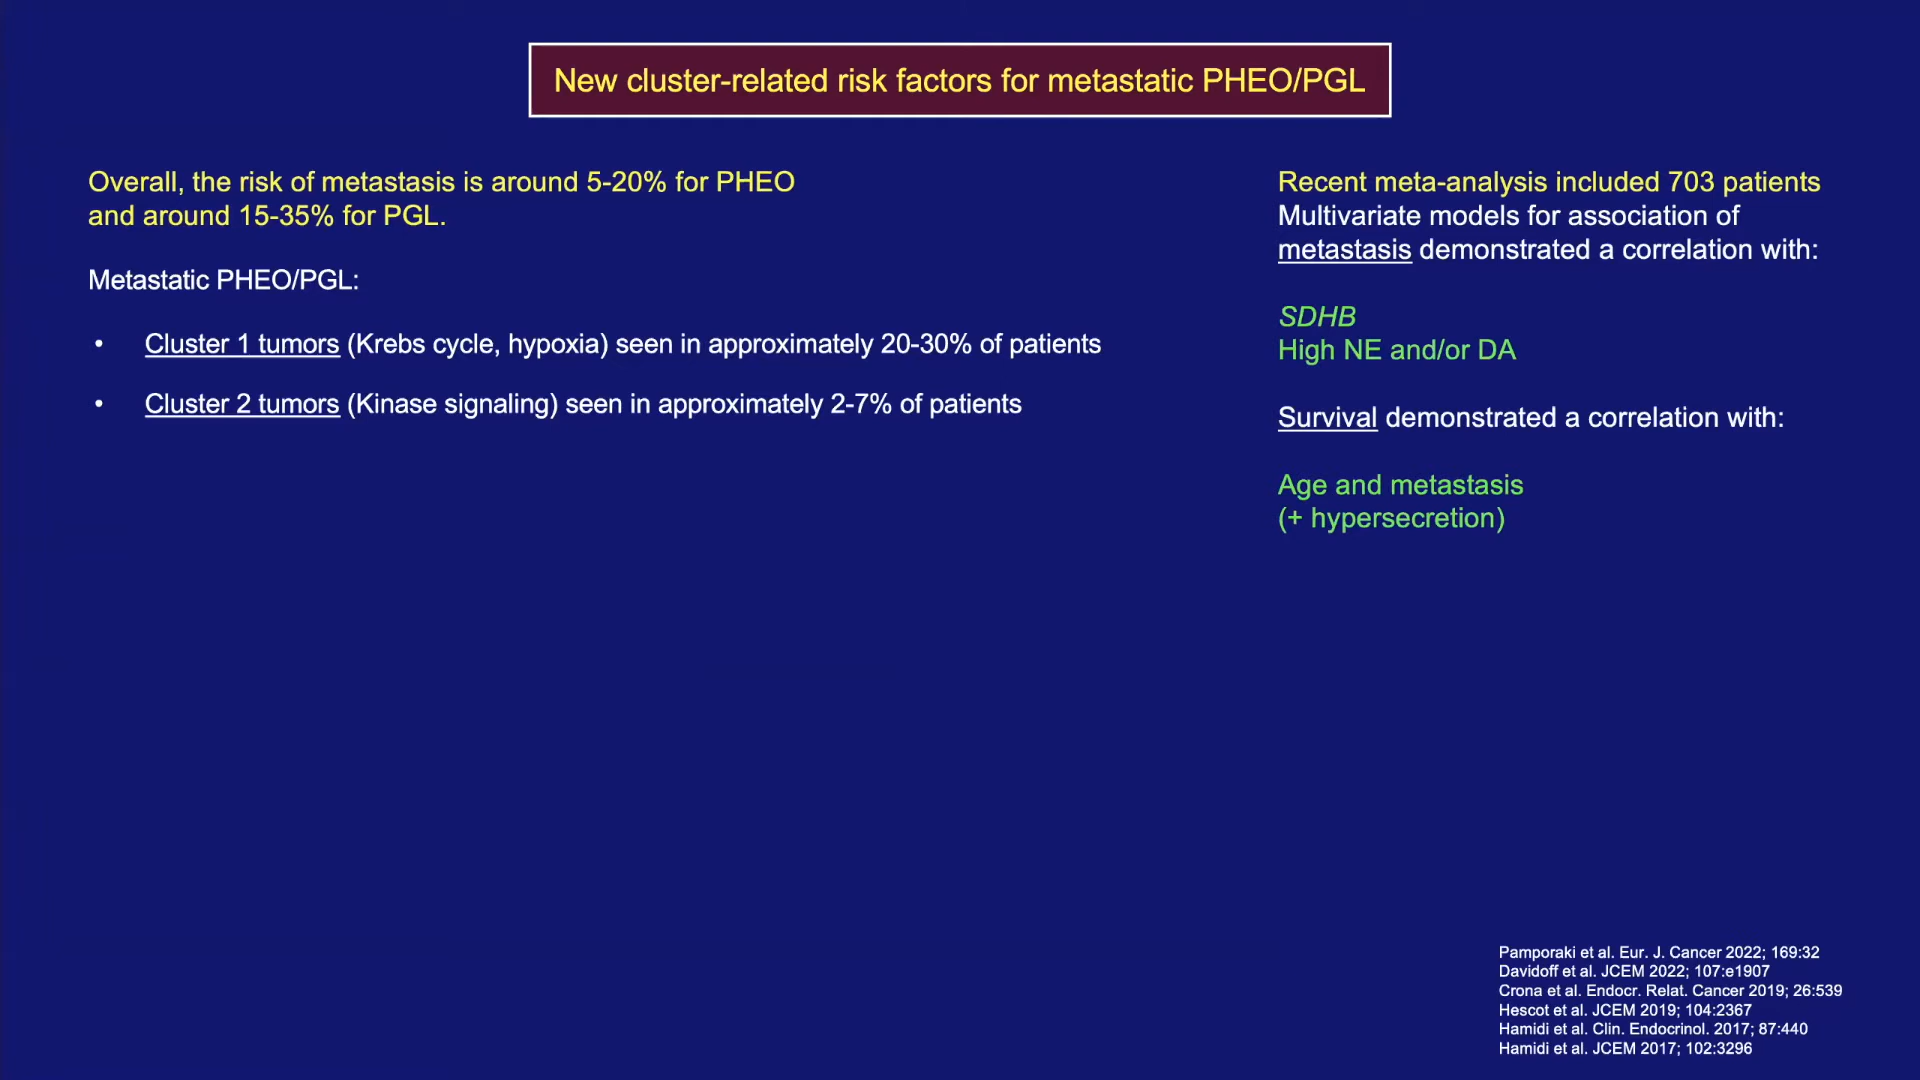 New cluster-related risk factors for metastatic PHEO/PGL
Overall, the risk of metastasis is around 5-20% for PHEO
and around 15-35% for PGL.
Metastatic PHEO/PGL:
• Cluster 1 tumors (Krebs cycle, hypoxia) seen in approximately 20-30% of patients
• Cluster 2 tumors (Kinase signaling) seen in approximately 2-7% of patients
Recent meta-analysis included 703 patients
Multivariate models for association of
metastasis demonstrated a correlation with:
SDHB
High NE and/or DA
Survival demonstrated a correlation with:
Age and metastasis
(+ hypersecretion)
Pamporaki et al. Eur. J. Cancer 2022; 169:32
Davidoff et al. JCEM 2022; 107:e1907
Crona et al. Endocr. Relat. Cancer 2019; 26:539
Hescot et al. JCEM 2019; 104:2367
Hamidi et al. Clin. Endocrinol. 2017; 87:440
Hamidi et al. JCEM 2017; 102:3296